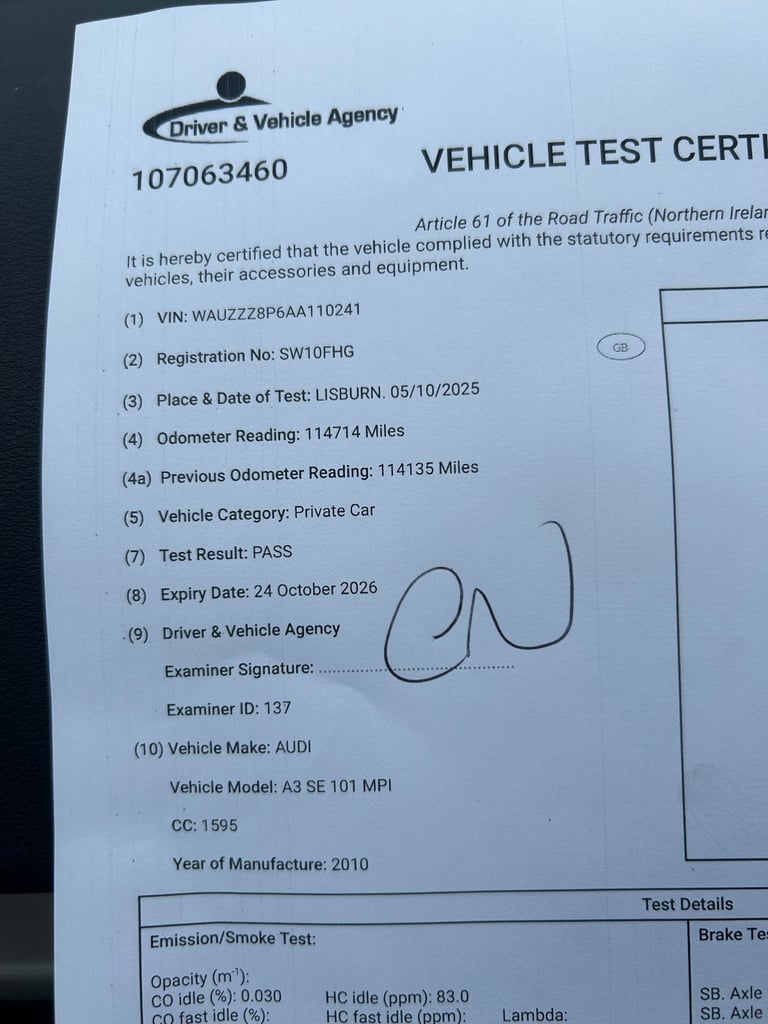 Driver & Vehicle Agency
107063460
VEHICLE TEST
Article 61 of the Road Traffic (Northern
It is hereby certified that the vehicle complied with the statutory requirements
vehicles, their accessories and equipment.
(1) VIN: WAUZZZ8P6AA110241
(2) Registration No: SW10FHG
GB
(3) Place & Date of Test: LISBURN. 05/10/2025
(4) Odometer Reading: 114714 Miles
(4a) Previous Odometer Reading: 114135 Miles
(5) Vehicle Category: Private Car
(7) Test Result: PASS
(8) Expiry Date: 24 October 2026
(9) Driver & Vehicle Agency
Examiner Signature:
Examiner ID: 137
(10) Vehicle Make: AUDI
Vehicle Model: A3 SE 101 MPI
CC: 1595
Year of Manufacture: 2010
Test Details
Emission/Smoke Test:
Brake
Opacity (m⁻¹):
CO idle (%): 0.030 HC idle (ppm): 83.0
SB. Axle
CO fast idle (%): HC fast idle (ppm): Lambda:
SB. Axle